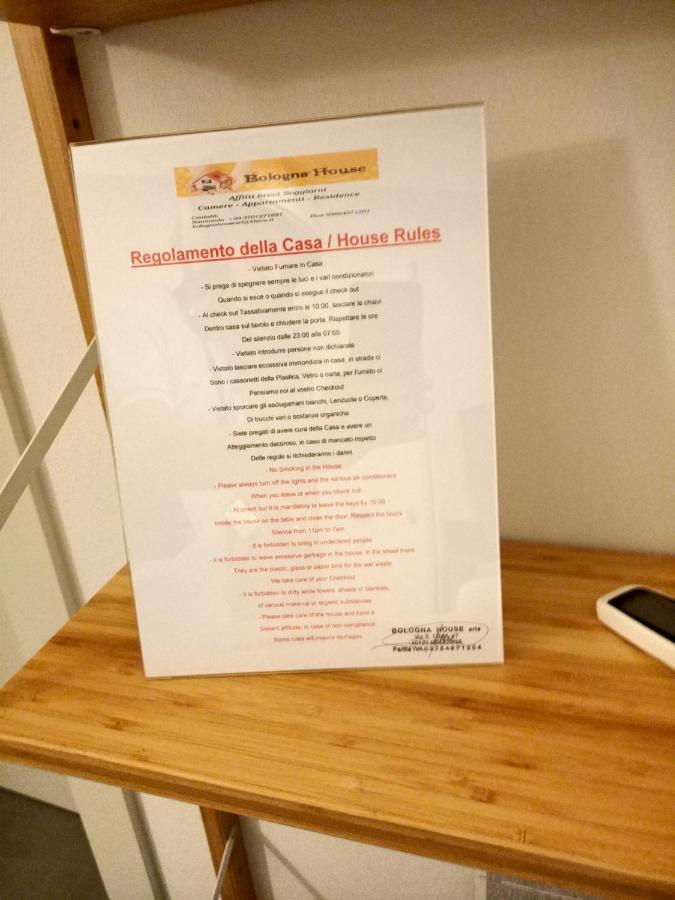 Bologna House
Affitti brevi Soggiorni
Camere - Appartamenti - Residence
Contatti:
Raimondo +39 3701271697
Regolamento della Casa / House Rules
- Vietato Fumare in Casa
- Si prega di spegnere sempre le luci e i vari condizionatori
Quando si esce o quando si esegue il check out
- Al check out Tassativamente entro le 10:00, lasciare le chiavi
Dentro casa sul tavolo e chiudere la porta. Rispettare le ore
Del silenzio dalle 23:00 alle 07:00.
- Vietato introdurre persone non dichiarate
- Vietato lasciare eccessiva immondizia in casa, in strada ci
Sono i cassonetti della Plastica, Vetro o carta, per l'umido ci
Pensiamo noi al vostro Checkout
- Vietato sporcare gli asciugamani bianchi, Lenzuola o Coperte,
Di trucchi vari o sostanze organiche.
- Siete pregati di avere cura della Casa e avere un
Atteggiamento decoroso, in caso di mancato rispetto
Delle regole si richiederanno i danni.
- No Smoking in the House
- Please always turn off the lights and the various air conditioners
When you leave or when you check out
- At check out it is mandatory to leave the keys by 10:00
Inside the house on the table and close the door. Respect the hours
Silence from 11pm to 7am.
- It is forbidden to bring in undeclared people
- It is forbidden to leave excessive garbage in the house, in the street there
They are the plastic, glass or paper bins for the wet waste
We take care of your Checkout
- It is forbidden to dirty white towels, sheets or blankets,
of various make-up or organic substances.
- Please take care of the house and have a
Decent attitude, in case of non-compliance
Some rules will require damages.
BOLOGNA HOUSE srls
Via S.
40123
Partita IVA 03754871204